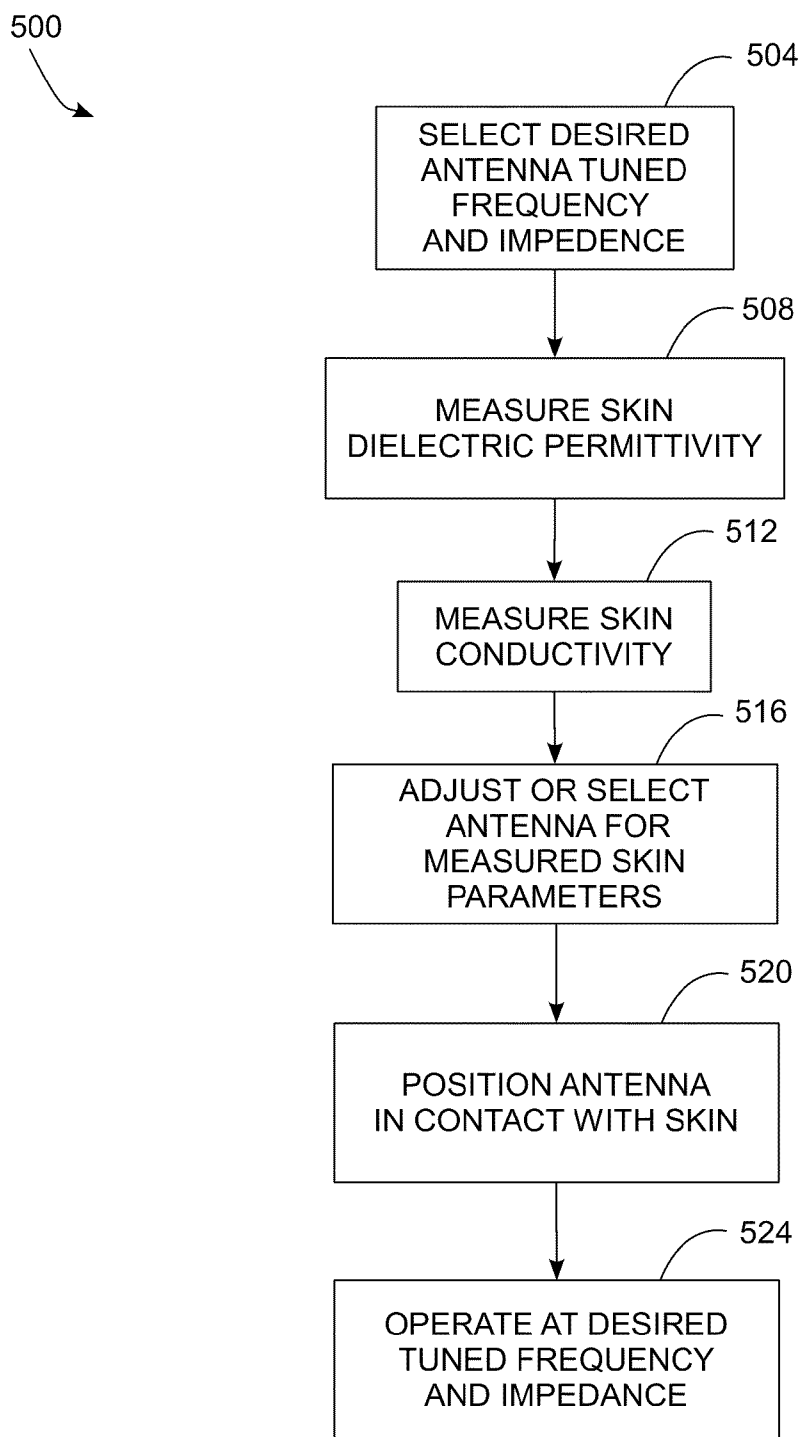 500
504
SELECT DESIRED
ANTENNA TUNED
FREQUENCY
AND IMPEDENCE
508
MEASURE SKIN
DIELECTRIC PERMITTIVITY
512
MEASURE SKIN
CONDUCTIVITY
516
ADJUST OR SELECT
ANTENNA FOR
MEASURED SKIN
PARAMETERS
520
POSITION ANTENNA
IN CONTACT WITH SKIN
524
OPERATE AT DESIRED
TUNED FREQUENCY
AND IMPEDANCE